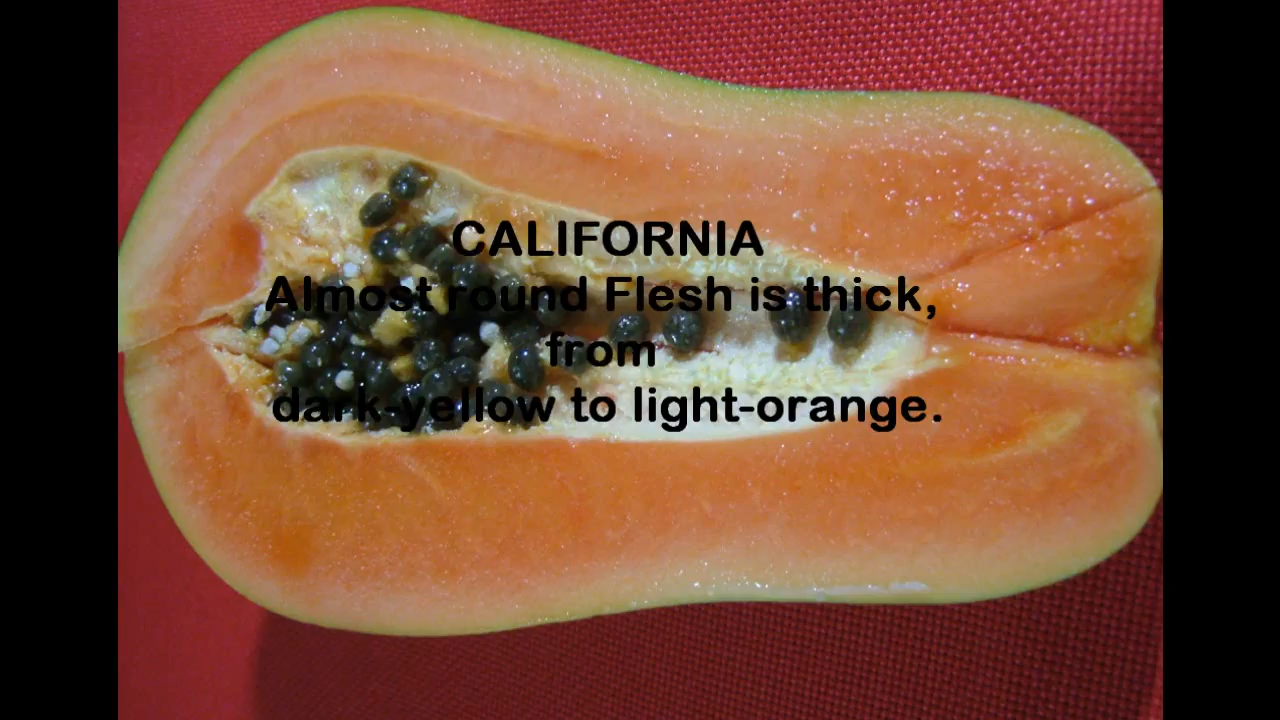 CALIFORNIA
Almost round Flesh is thick,
from
dark-yellow to light-orange.